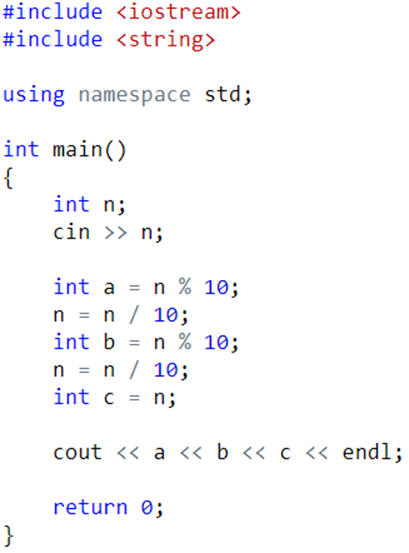 #include <iostream>
#include <string>
using namespace std;
int main()
{
int n;
cin >> n;
int a = n % 10;
n = n / 10;
int b = n % 10;
n = n / 10;
int c = n;
cout << a << b << c << endl;
return 0;
}